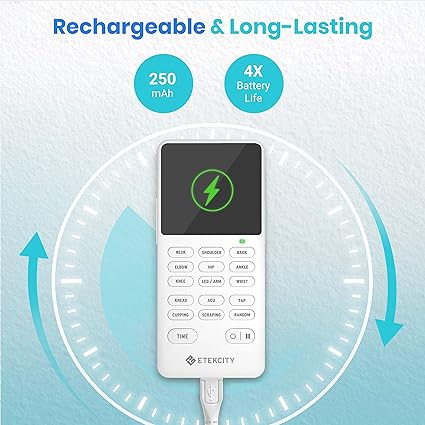 Rechargeable & Long-Lasting
250
mAh
4X
Battery
Life
NECK SHOULDER BACK
ELBOW HIP ANKLE
KNEE LEG / ARM WRIST
KNEAD ACU TAP
CUPPING SCRAPING RANDOM
TIME
ETEKCITY